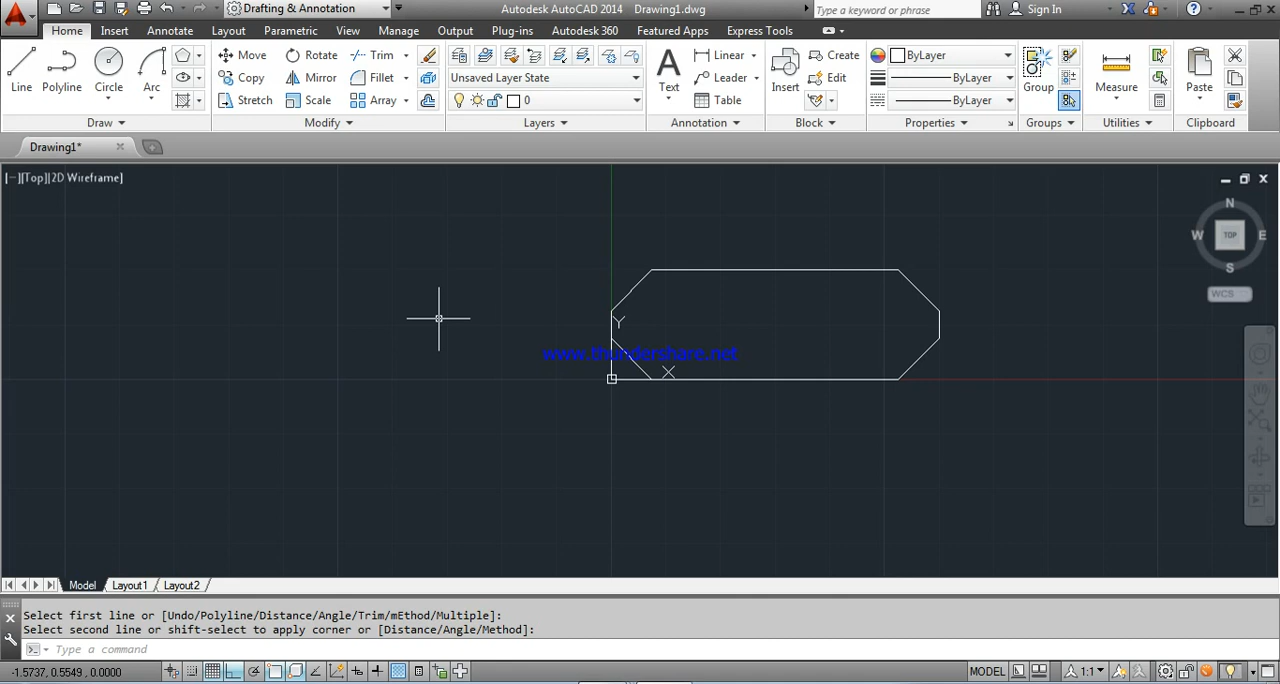 Drafting & Annotation Autodesk AutoCAD 2014 Drawing1.dwg Type a keyword or phrase Sign In
Home Insert Annotate Layout Parametric View Manage Output Plug-ins Autodesk 360 Featured Apps Express Tools
Line Polyline Circle Arc Move Rotate Trim Text Linear Insert Create ByLayer Group Measure Paste
Copy Mirror Fillet Unsaved Layer State Leader Edit ByLayer
Stretch Scale Array 0 Table ByLayer
Draw Modify Layers Annotation Block Properties Groups Utilities Clipboard
Drawing1*
[−][Top][2D Wireframe]
N
W TOP E
S
WCS
Y
www.thundershare.net
X
Model Layout1 Layout2
Select first line or [Undo/Polyline/Distance/Angle/Trim/mEthod/Multiple]:
Select second line or shift-select to apply corner or [Distance/Angle/Method]:
Type a command
-1.5737, 0.5549, 0.0000 MODEL 1:1